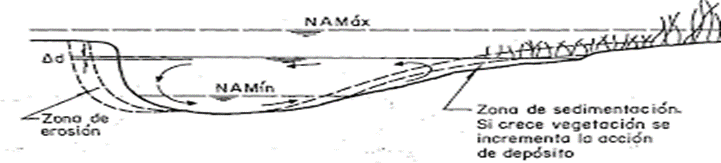 NAMáx
Δd
NAMín
Zona de
erosión
Zona de sedimentación.
Si crece vegetación se
incrementa la acción
de depósito